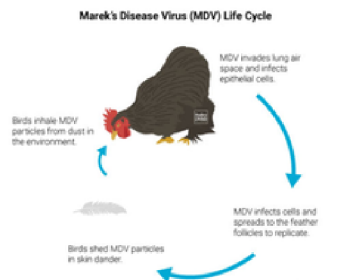 Marek's Disease Virus (MDV) Life Cycle
MDV invades lung air
space and infects
epithelial cells.
Birds inhale MDV
particles from dust in
the environment.
MDV infects cells and
spreads to the feather
follicles to replicate.
Birds shed MDV particles
in skin dander.